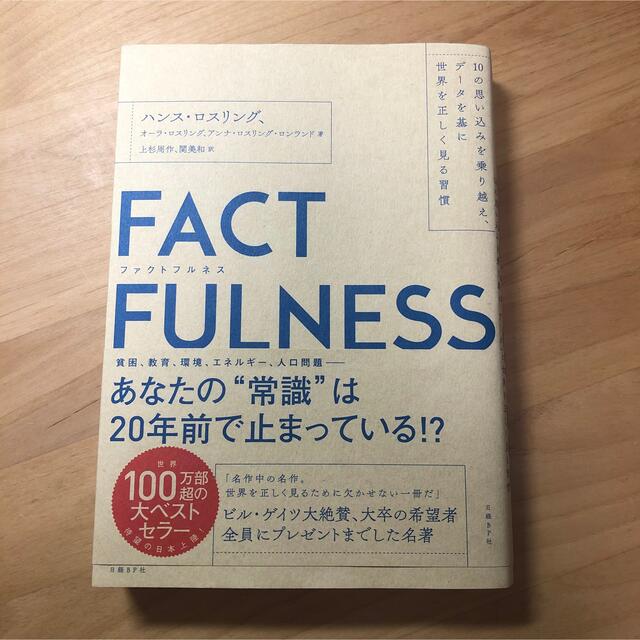 10の思い込みを乗り越え、
データを基に
世界を正しく見る習慣
ハンス・ロスリング、
オーラ・ロスリング、アンナ・ロスリング・ロンランド 著
上杉周作、関美和 訳
FACT
ファクトフルネス
FULNESS
貧困、教育、環境、エネルギー、人口問題——
あなたの“常識”は
20年前で止まっている!?
世界
100万部
超の
大ベスト
セラー
待望の日本上陸!
「名作中の名作。
世界を正しく見るために欠かせない一冊だ」
ビル・ゲイツ大絶賛、大卒の希望者
全員にプレゼントまでした名著
日経BP社
日経BP社